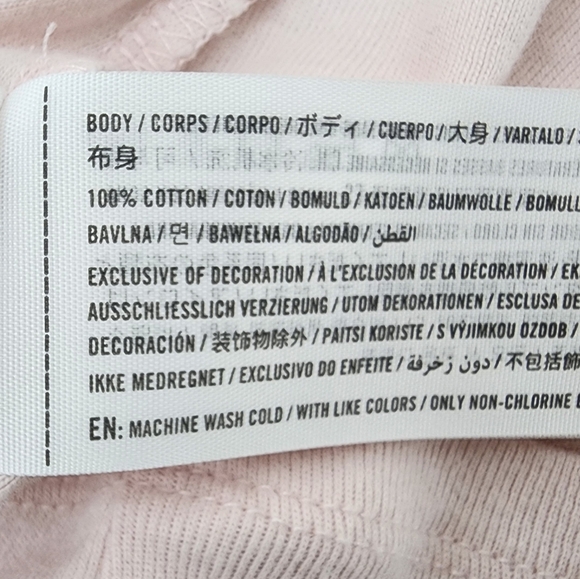 BODY / CORPS / CORPO / ボディ / CUERPO / 大身 / VARTALO /
布身
100% COTTON / COTON / BOMULD / KATOEN / BAUMWOLLE / BOMULL
BAVLNA / 면 / BAWEŁNA / ALGODÃO / القطن
EXCLUSIVE OF DECORATION / À L'EXCLUSION DE LA DÉCORATION / EK
AUSSCHLIESSLICH VERZIERUNG / UTOM DEKORATIONEN / ESCLUSA DE
DECORACIÓN / 装饰物除外 / PAITSI KORISTE / S VÝJIMKOU OZDOB /
IKKE MEDREGNET / EXCLUSIVO DO ENFEITE / دون زخرفة / 不包括飾
EN: MACHINE WASH COLD / WITH LIKE COLORS / ONLY NON-CHLORINE